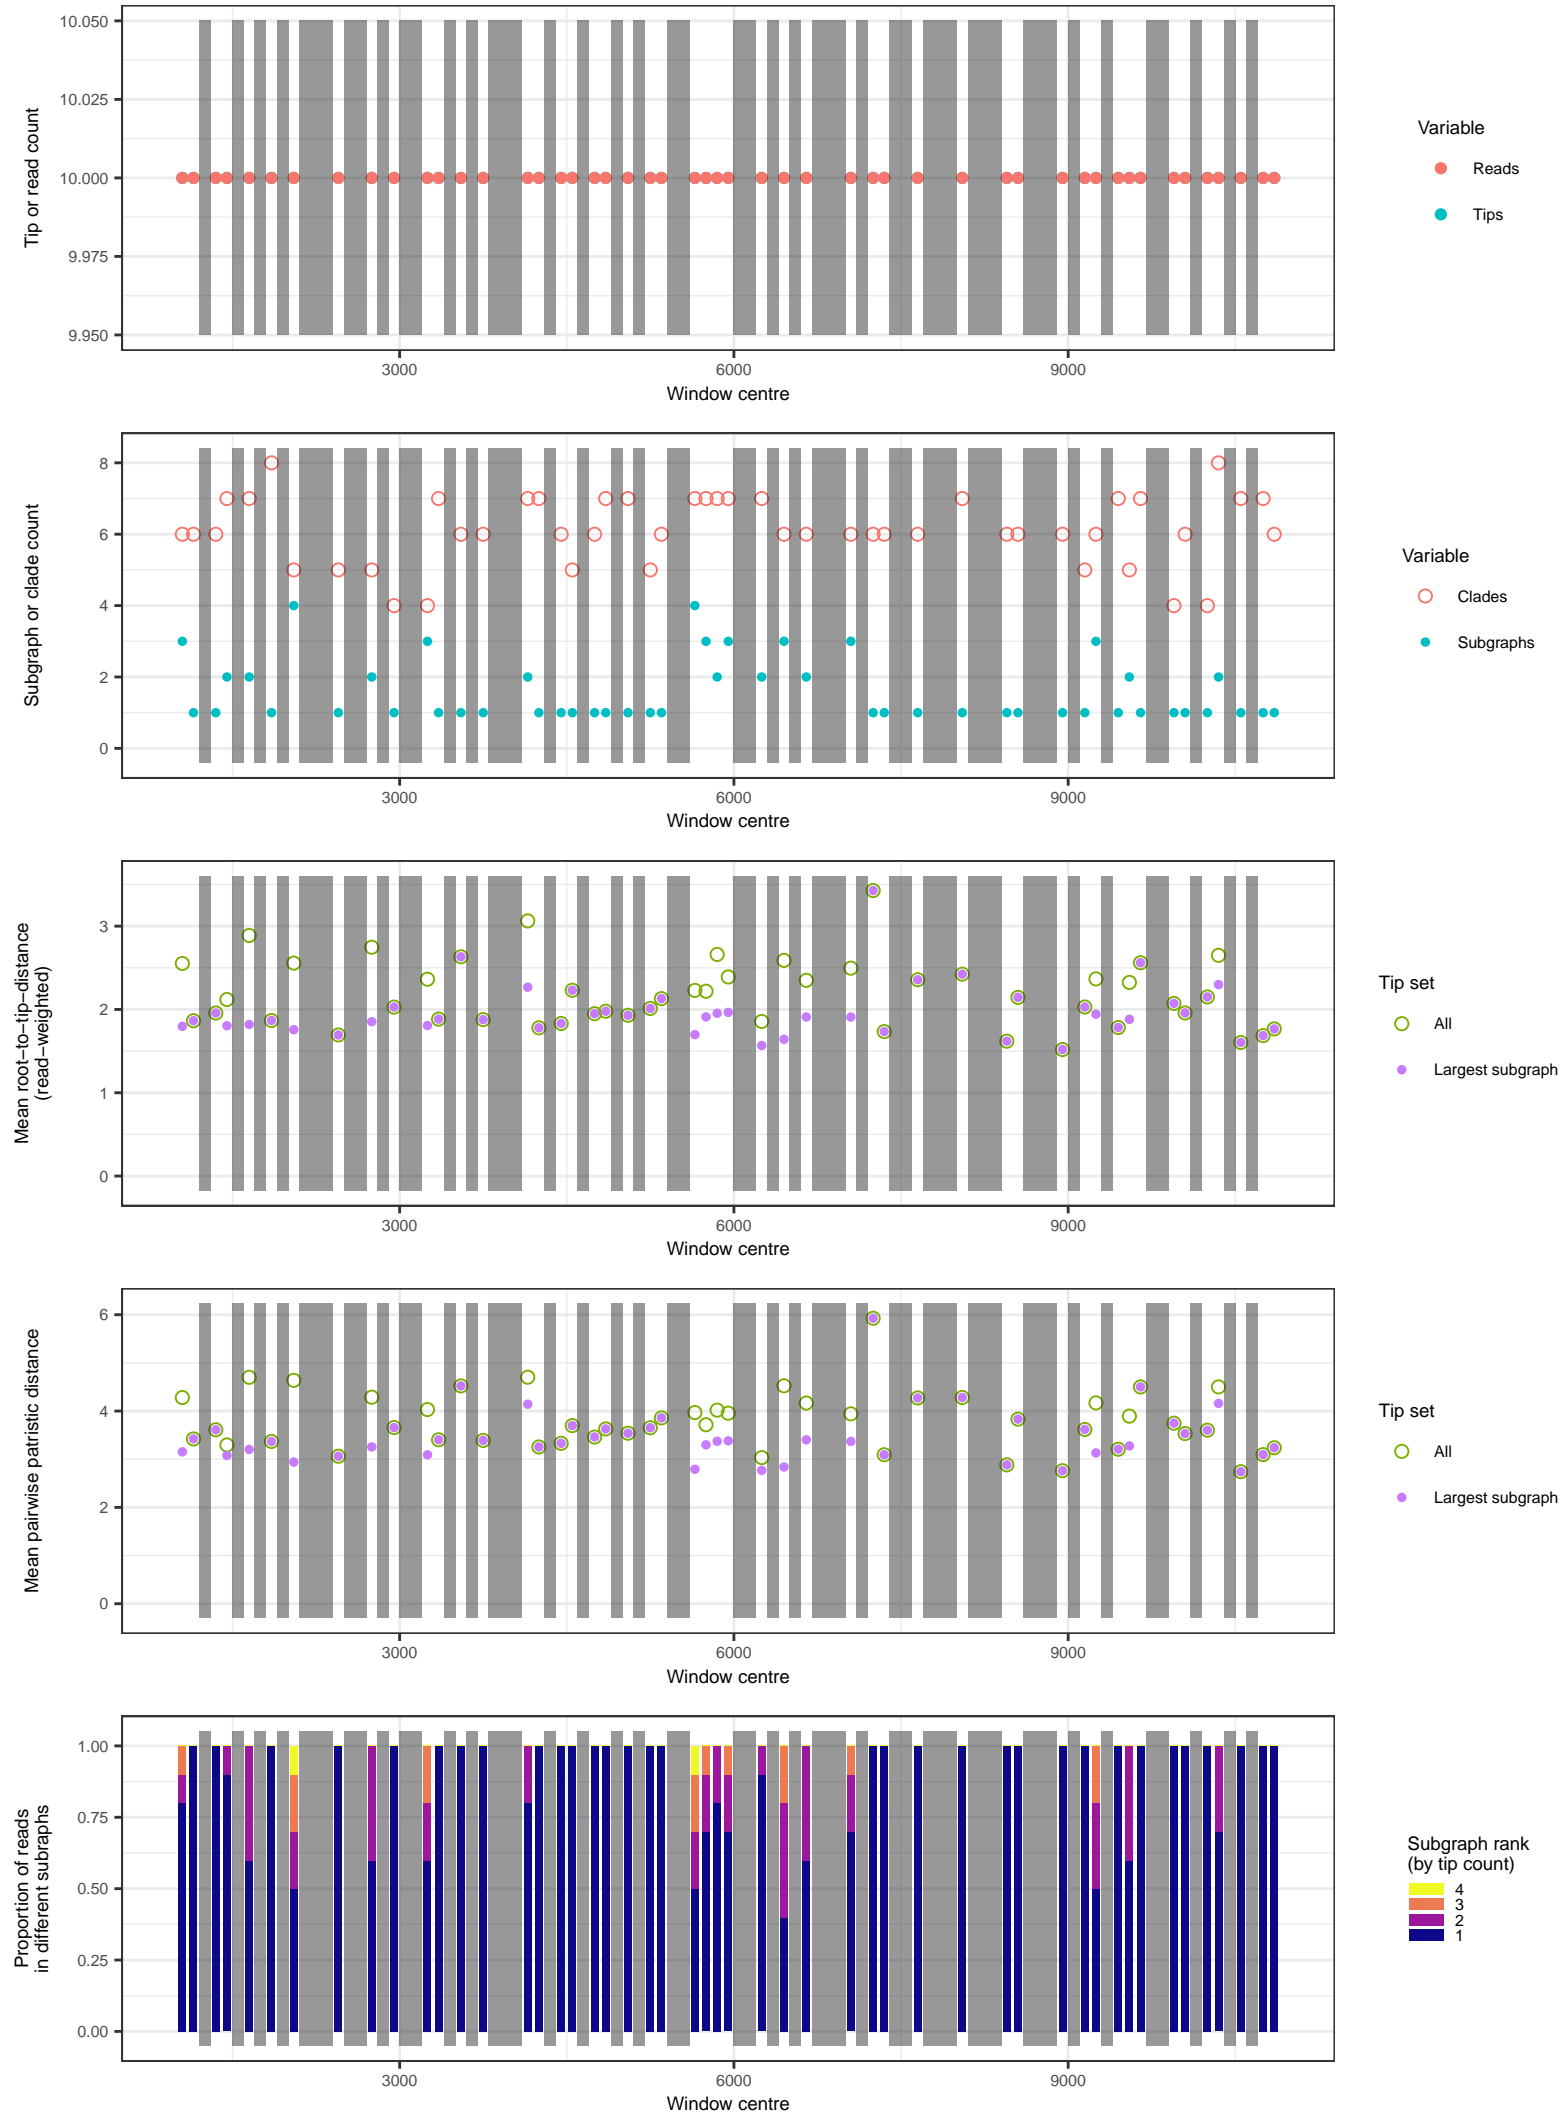 10.050
10.025
10.000
9.975
9.950
Tip or read count
3000
6000
9000
Window centre
Variable
Reads
Tips
8
6
4
2
0
Subgraph or clade count
3000
6000
9000
Window centre
Variable
Clades
Subgraphs
3
2
1
0
Mean root−to−tip−distance
(read−weighted)
3000
6000
9000
Window centre
Tip set
All
Largest subgraph
6
4
2
0
Mean pairwise patristic distance
3000
6000
9000
Window centre
Tip set
All
Largest subgraph
1.00
0.75
0.50
0.25
0.00
Proportion of reads
in different subraphs
3000
6000
9000
Window centre
Subgraph rank
(by tip count)
4
3
2
1